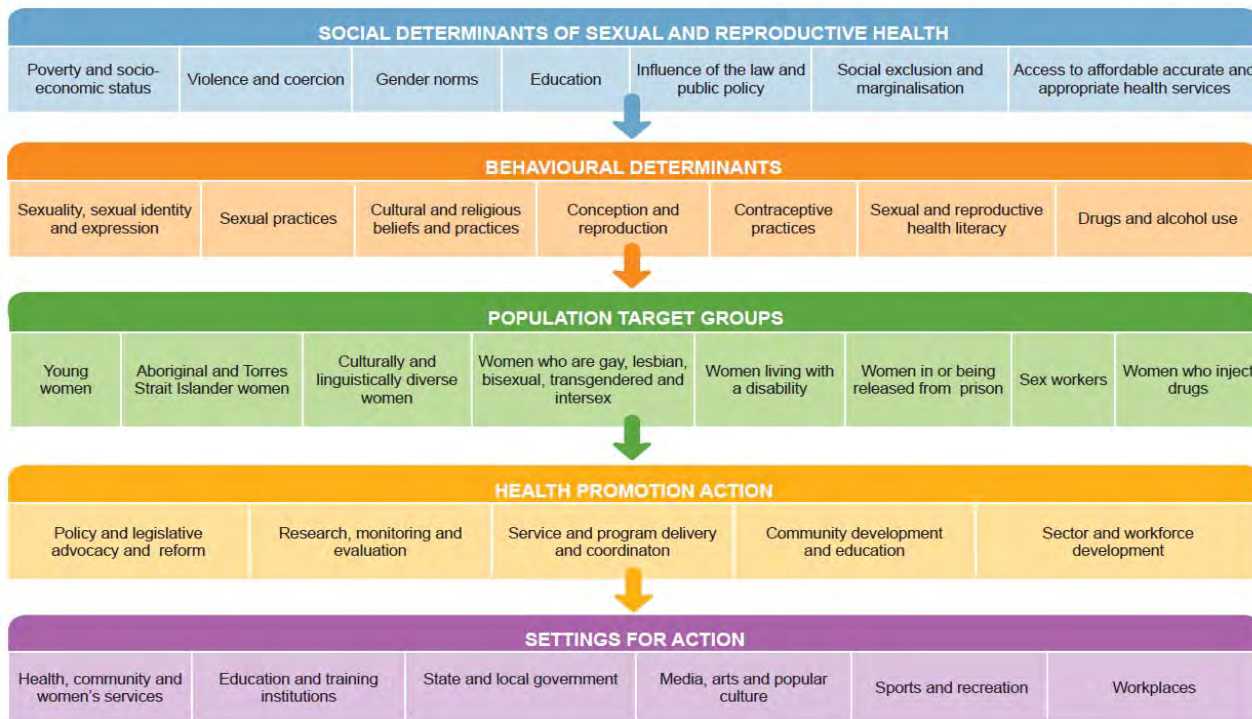 SOCIAL DETERMINANTS OF SEXUAL AND REPRODUCTIVE HEALTH
Poverty and socio-
economic status
Violence and coercion
Gender norms
Education
Influence of the law and
public policy
Social exclusion and
marginalisation
Access to affordable accurate and
appropriate health services
BEHAVIOURAL DETERMINANTS
Sexuality, sexual identity
and expression
Sexual practices
Cultural and religious
beliefs and practices
Conception and
reproduction
Contraceptive
practices
Sexual and reproductive
health literacy
Drugs and alcohol use
POPULATION TARGET GROUPS
Young
women
Aboriginal and Torres
Strait Islander women
Culturally and
linguistically diverse
women
Women who are gay, lesbian,
bisexual, transgendered and
intersex
Women living with
a disability
Women in or being
released from prison
Sex workers
Women who inject
drugs
HEALTH PROMOTION ACTION
Policy and legislative
advocacy and reform
Research, monitoring and
evaluation
Service and program delivery
and coordinaton
Community development
and education
Sector and workforce
development
SETTINGS FOR ACTION
Health, community and
women's services
Education and training
institutions
State and local government
Media, arts and popular
culture
Sports and recreation
Workplaces